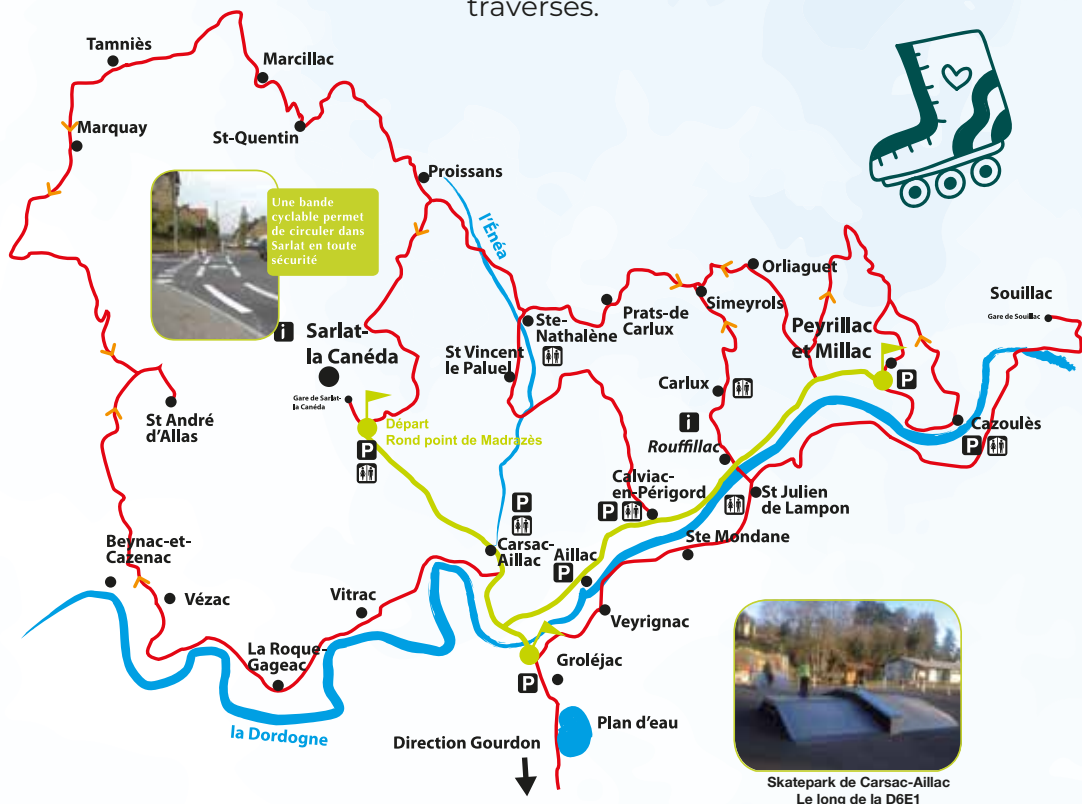 traversés.
Tamniès
Marcillac
Marquay
St-Quentin
Proissans
Une bande
cyclable permet
de circuler dans
Sarlat en toute
sécurité
l'Énéa
Orliaguet
Simeyrols
Prats-de
Carlux
Souillac
Gare de Souillac
Peyrillac
et Millac
P
i
Sarlat-
la Canéda
Gare de Sarlat-
la Canéda
Ste-
Nathalène
St Vincent
le Paluel
Carlux
i
Rouffillac
Cazoulès
P
St André
d'Allas
Départ
Rond point de Madrazès
P
Calviac-
en-Périgord
P
St Julien
de Lampon
P
Carsac-
Aillac
Aillac
P
Ste Mondane
Beynac-et-
Cazenac
Vézac
Vitrac
Veyrignac
La Roque-
Gageac
Groléjac
P
la Dordogne
Plan d'eau
Direction Gourdon
Skatepark de Carsac-Aillac
Le long de la D6E1